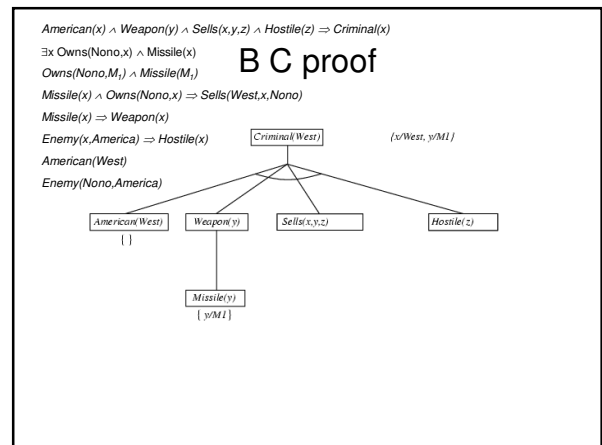 American(x) ∧ Weapon(y) ∧ Sells(x,y,z) ∧ Hostile(z) ⇒ Criminal(x)
∃x Owns(Nono,x) ∧ Missile(x)
B C proof
Owns(Nono,M₁) ∧ Missile(M₁)
Missile(x) ∧ Owns(Nono,x) ⇒ Sells(West,x,Nono)
Missile(x) ⇒ Weapon(x)
Enemy(x,America) ⇒ Hostile(x)
American(West)
Enemy(Nono,America)
Criminal(West) {x/West, y/M1}
American(West) Weapon(y) Sells(x,y,z) Hostile(z)
{ }
Missile(y)
{ y/M1 }